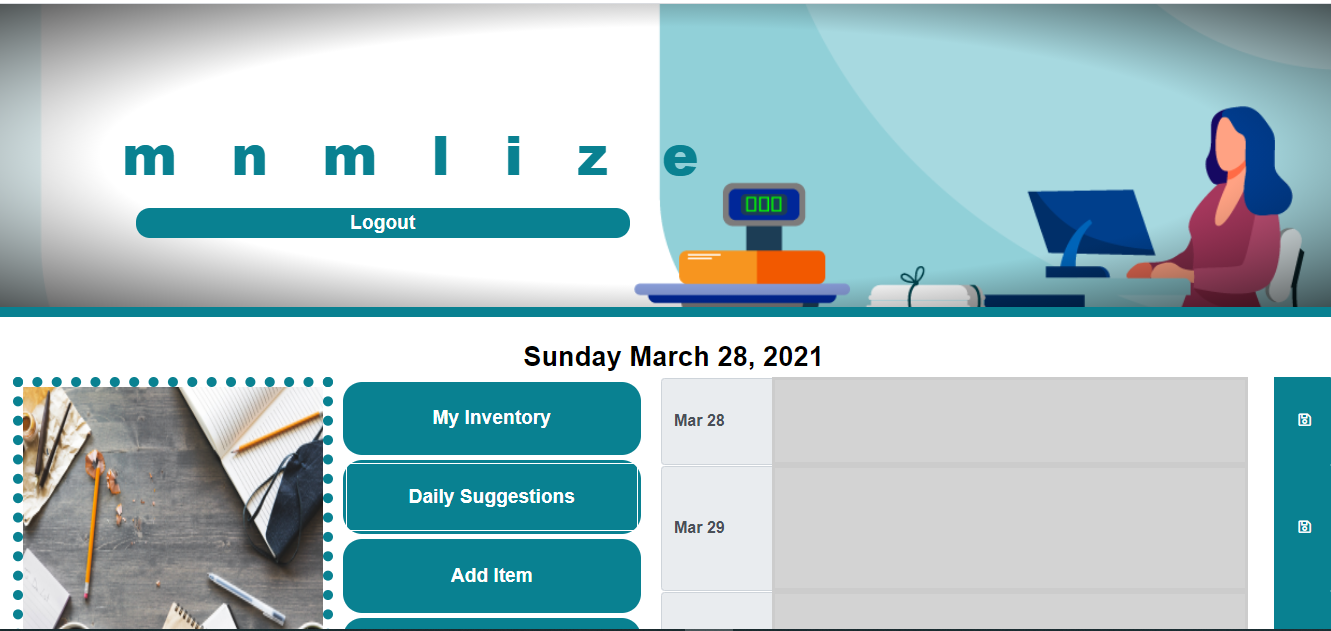 m n m l i z e
Logout
000
Sunday March 28, 2021
My Inventory
Daily Suggestions
Add Item
Mar 28
Mar 29